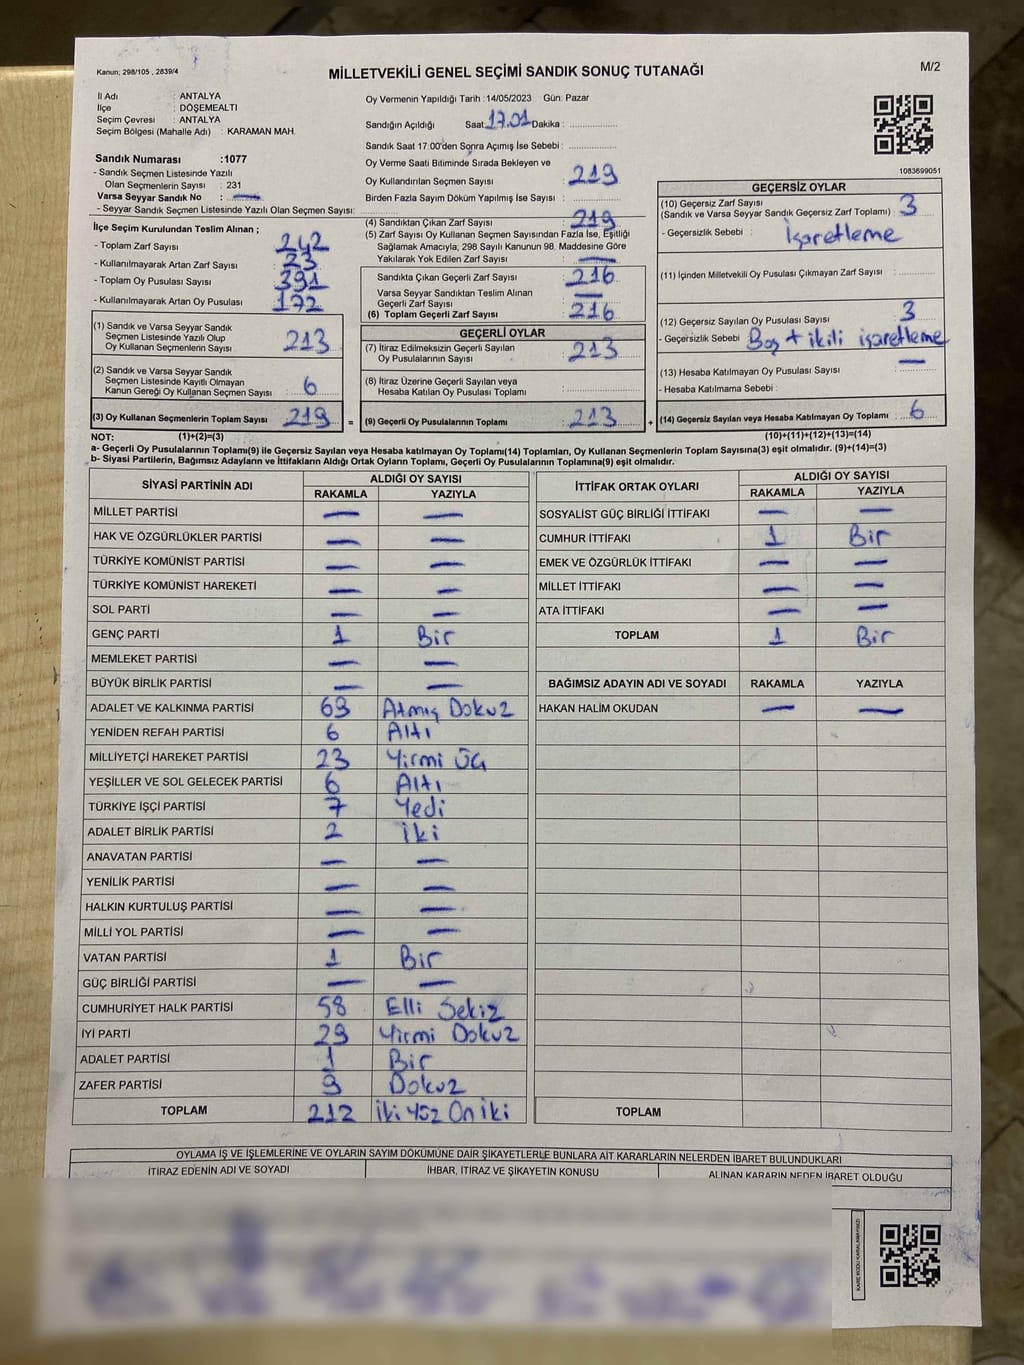 Kanun; 298/105 , 2839/4
MİLLETVEKİLİ GENEL SEÇİMİ SANDIK SONUÇ TUTANAĞI
M/2
İl Adı : ANTALYA
İlçe : DÖŞEMEALTI
Seçim Çevresi : ANTALYA
Seçim Bölgesi (Mahalle Adı) : KARAMAN MAH.
Sandık Numarası :1077
- Sandık Seçmen Listesinde Yazılı
Olan Seçmenlerin Sayısı : 231
Varsa Seyyar Sandık No : —
- Seyyar Sandık Seçmen Listesinde Yazılı Olan Seçmen Sayısı:
Oy Vermenin Yapıldığı Tarih :14/05/2023 Gün: Pazar
Sandığın Açıldığı Saat 17.01 Dakika :
Sandık Saat 17:00'den Sonra Açımış İse Sebebi :
Oy Verme Saati Bitiminde Sırada Bekleyen ve
Oy Kullandırılan Seçmen Sayısı 219
Birden Fazla Sayım Döküm Yapılmış İse Sayısı :
1083699051
İlçe Seçim Kurulundan Teslim Alınan ;
- Toplam Zarf Sayısı : 242
- Kullanılmayarak Artan Zarf Sayısı : 23
- Toplam Oy Pusulası Sayısı : 391
- Kullanılmayarak Artan Oy Pusulası : 172
(1) Sandık ve Varsa Seyyar Sandık
Seçmen Listesinde Yazılı Olup
Oy Kullanan Seçmenlerin Sayısı : 213
(2) Sandık ve Varsa Seyyar Sandık
Seçmen Listesinde Kayıtlı Olmayan
Kanun Gereği Oy Kullanan Seçmen Sayısı : 6
(3) Oy Kullanan Seçmenlerin Toplam Sayısı : 219 =
(4) Sandıktan Çıkan Zarf Sayısı : 219
(5) Zarf Sayısı Oy Kullanan Seçmen Sayısından Fazla İse, Eşitliği
Sağlamak Amacıyla; 298 Sayılı Kanunun 98. Maddesine Göre
Yakılarak Yok Edilen Zarf Sayısı : —
Sandıkta Çıkan Geçerli Zarf Sayısı : 216
Varsa Seyyar Sandıktan Teslim Alınan
Geçerli Zarf Sayısı : —
(6) Toplam Geçerli Zarf Sayısı : 216
GEÇERLİ OYLAR
(7) İtiraz Edilmeksizin Geçerli Sayılan
Oy Pusulalarının Sayısı : 213
(8) İtiraz Üzerine Geçerli Sayılan veya
Hesaba Katılan Oy Pusulası Toplamı :
(9) Geçerli Oy Pusulalarının Toplamı : 213 +
GEÇERSİZ OYLAR
(10) Geçersiz Zarf Sayısı
(Sandık ve Varsa Seyyar Sandık Geçersiz Zarf Toplamı) : 3
- Geçersizlik Sebebi : İşaretleme
(11) İçinden Milletvekili Oy Pusulası Çıkmayan Zarf Sayısı :
(12) Geçersiz Sayılan Oy Pusulası Sayısı : 3
- Geçersizlik Sebebi Boş + ikili işaretleme
(13) Hesaba Katılmayan Oy Pusulası Sayısı : —
- Hesaba Katılmama Sebebi :
(14) Geçersiz Sayılan veya Hesaba Katılmayan Oy Toplamı : 6
NOT: (1)+(2)=(3) (10)+(11)+(12)+(13)=(14)
a- Geçerli Oy Pusulalarının Toplamı(9) ile Geçersiz Sayılan veya Hesaba katılmayan Oy Toplamı(14) Toplamları, Oy Kullanan Seçmenlerin Toplam Sayısına(3) eşit olmalıdır. (9)+(14)=(3)
b- Siyasi Partilerin, Bağımsız Adayların ve İttifakların Aldığı Ortak Oyların Toplamı, Geçerli Oy Pusulalarının Toplamına(9) eşit olmalıdır.
SİYASİ PARTİNİN ADI ALDIĞI OY SAYISI
RAKAMLA YAZIYLA
MİLLET PARTİSİ — —
HAK VE ÖZGÜRLÜKLER PARTİSİ — —
TÜRKİYE KOMÜNİST PARTİSİ — —
TÜRKİYE KOMÜNİST HAREKETİ — —
SOL PARTİ — —
GENÇ PARTİ 1 Bir
MEMLEKET PARTİSİ — —
BÜYÜK BİRLİK PARTİSİ — —
ADALET VE KALKINMA PARTİSİ 69 Atmış Dokuz
YENİDEN REFAH PARTİSİ 6 Altı
MİLLİYETÇİ HAREKET PARTİSİ 23 Yirmi Üç
YEŞİLLER VE SOL GELECEK PARTİSİ 6 Altı
TÜRKİYE İŞÇİ PARTİSİ 7 Yedi
ADALET BİRLİK PARTİSİ 2 İki
ANAVATAN PARTİSİ — —
YENİLİK PARTİSİ — —
HALKIN KURTULUŞ PARTİSİ — —
MİLLİ YOL PARTİSİ — —
VATAN PARTİSİ 1 Bir
GÜÇ BİRLİĞİ PARTİSİ — —
CUMHURİYET HALK PARTİSİ 58 Elli Sekiz
İYİ PARTİ 29 Yirmi Dokuz
ADALET PARTİSİ 1 Bir
ZAFER PARTİSİ 9 Dokuz
TOPLAM 212 İki Yüz On iki
İTTİFAK ORTAK OYLARI ALDIĞI OY SAYISI
RAKAMLA YAZIYLA
SOSYALİST GÜÇ BİRLİĞİ İTTİFAKI — —
CUMHUR İTTİFAKI 1 Bir
EMEK VE ÖZGÜRLÜK İTTİFAKI — —
MİLLET İTTİFAKI — —
ATA İTTİFAKI — —
TOPLAM 1 Bir
BAĞIMSIZ ADAYIN ADI VE SOYADI RAKAMLA YAZIYLA
HAKAN HALİM OKUDAN — —
TOPLAM
OYLAMA İŞ VE İŞLEMLERİNE VE OYLARIN SAYIM DÖKÜMÜNE DAİR ŞİKAYETLERLE BUNLARA AİT KARARLARIN NELERDEN İBARET BULUNDUKLARI
İTİRAZ EDENİN ADI VE SOYADI İHBAR, İTİRAZ VE ŞİKAYETİN KONUSU ALINAN KARARIN NEDEN İBARET OLDUĞU